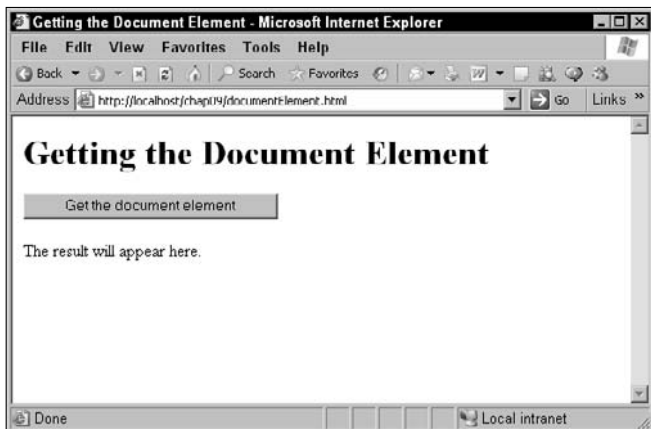 Getting the Document Element - Microsoft Internet Explorer
File Edit View Favorites Tools Help
Back Search Favorites
Address http://localhost/chap09/documentElement.html Go Links »
Getting the Document Element
Get the document element
The result will appear here.
Done Local intranet